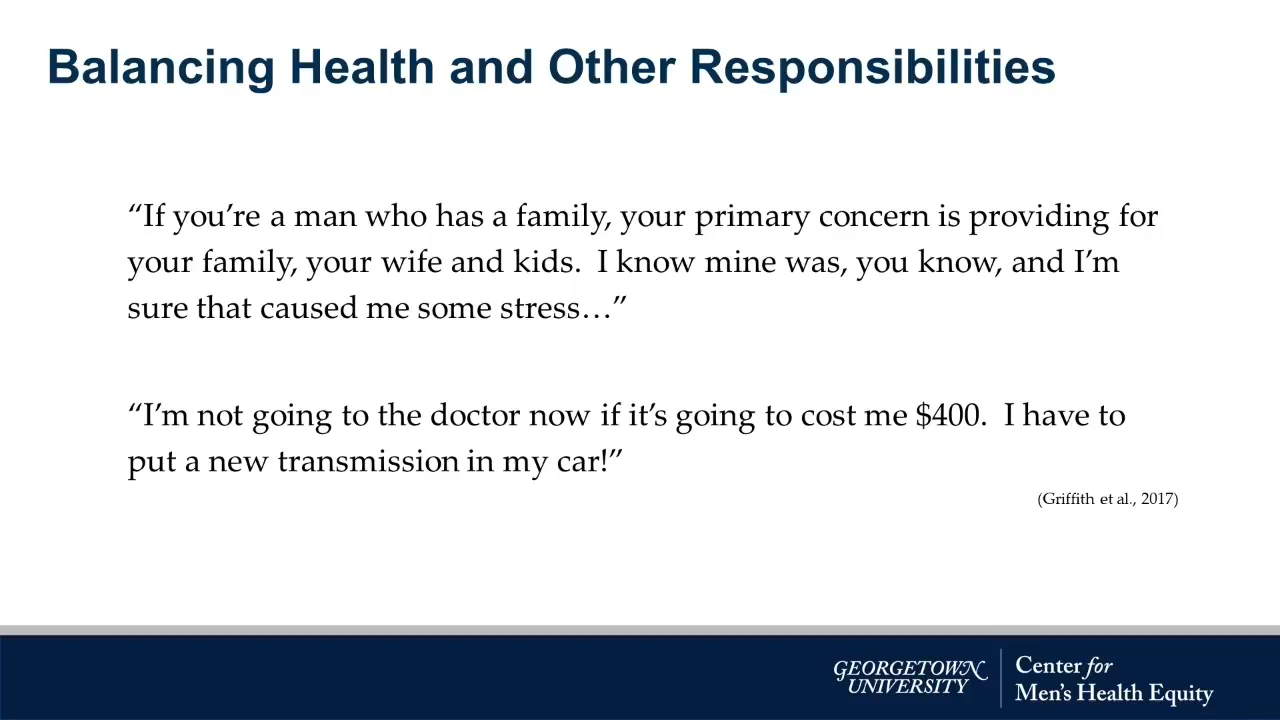 Balancing Health and Other Responsibilities
“If you’re a man who has a family, your primary concern is providing for
your family, your wife and kids.  I know mine was, you know, and I’m
sure that caused me some stress…”
“I’m not going to the doctor now if it’s going to cost me $400.  I have to
put a new transmission in my car!”
(Griffith et al., 2017)
GEORGETOWN
UNIVERSITY
Center for
Men’s Health Equity